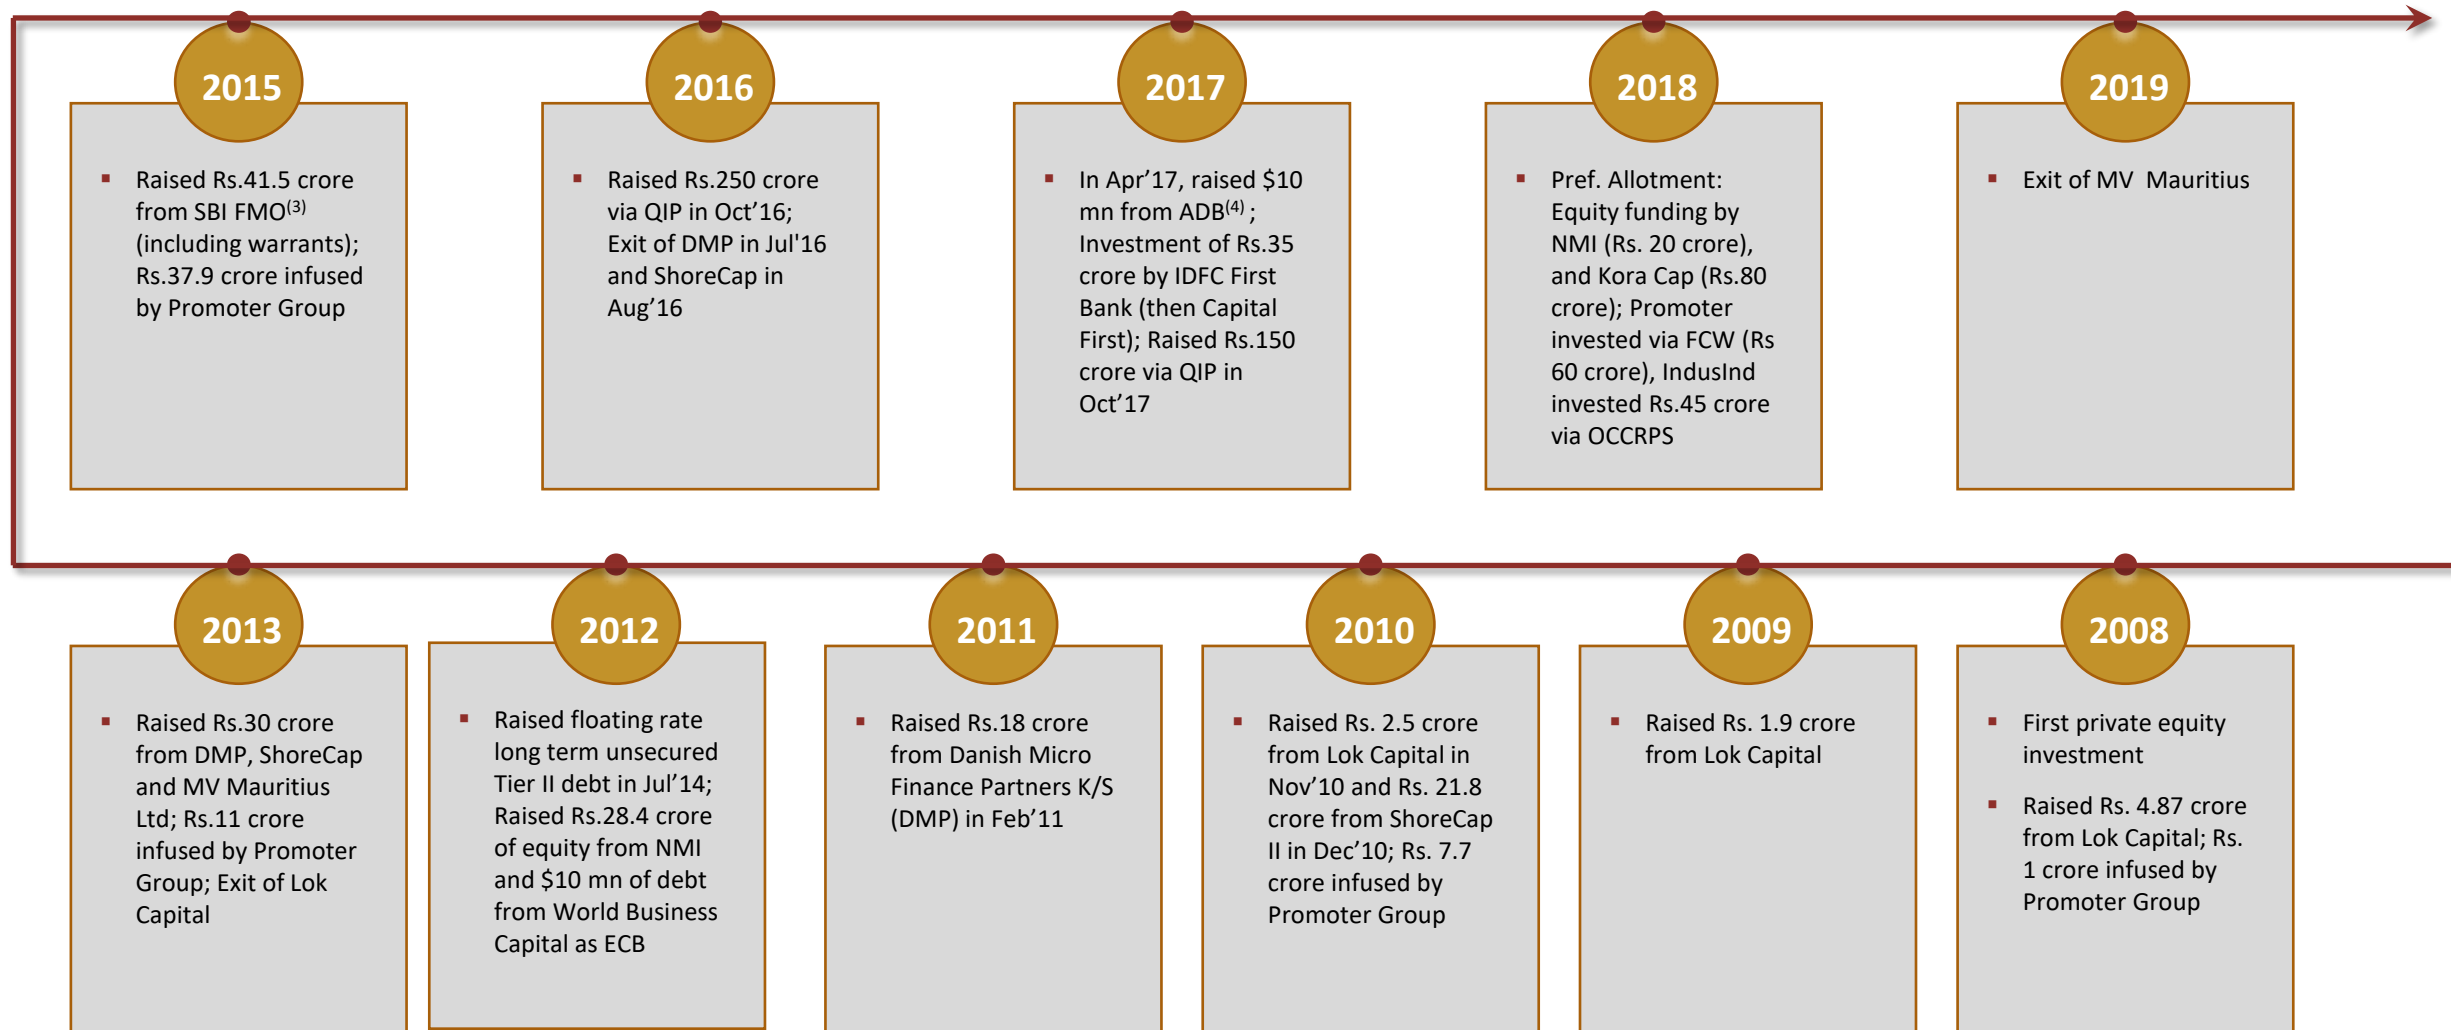 2015
Raised Rs.41.5 crore
from SBI FMO(3)
(including warrants);
Rs.37.9 crore infused
by Promoter Group
2016
Raised Rs.250 crore
via QIP in Oct’16;
Exit of DMP in Jul'16
and ShoreCap in
Aug’16
2017
In Apr’17, raised $10
mn from ADB(4) ;
Investment of Rs.35
crore by IDFC First
Bank (then Capital
First); Raised Rs.150
crore via QIP in
Oct’17
2018
Pref. Allotment:
Equity funding by
NMI (Rs. 20 crore),
and Kora Cap (Rs.80
crore); Promoter
invested via FCW (Rs
60 crore), IndusInd
invested Rs.45 crore
via OCCRPS
2019
Exit of MV Mauritius
2013
Raised Rs.30 crore
from DMP, ShoreCap
and MV Mauritius
Ltd; Rs.11 crore
infused by Promoter
Group; Exit of Lok
Capital
2012
Raised floating rate
long term unsecured
Tier II debt in Jul’14;
Raised Rs.28.4 crore
of equity from NMI
and $10 mn of debt
from World Business
Capital as ECB
2011
Raised Rs.18 crore
from Danish Micro
Finance Partners K/S
(DMP) in Feb’11
2010
Raised Rs. 2.5 crore
from Lok Capital in
Nov’10 and Rs. 21.8
crore from ShoreCap
II in Dec’10; Rs. 7.7
crore infused by
Promoter Group
2009
Raised Rs. 1.9 crore
from Lok Capital
2008
First private equity
investment
Raised Rs. 4.87 crore
from Lok Capital; Rs.
1 crore infused by
Promoter Group